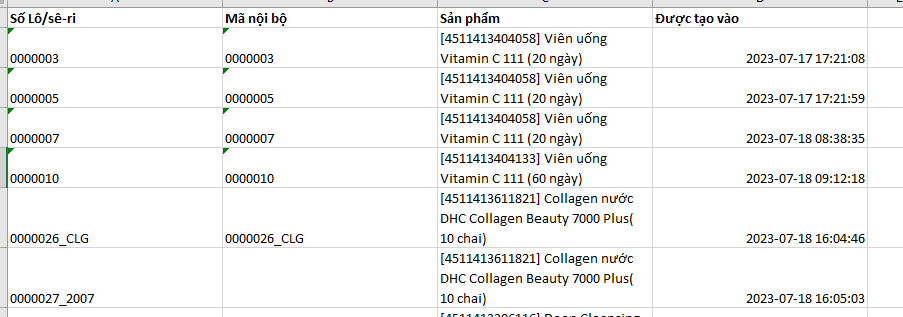 Số Lô/sê-ri Mã nội bộ Sản phẩm Được tạo vào
[4511413404058] Viên uống
0000003 0000003 Vitamin C 111 (20 ngày) 2023-07-17 17:21:08
[4511413404058] Viên uống
0000005 0000005 Vitamin C 111 (20 ngày) 2023-07-17 17:21:59
[4511413404058] Viên uống
0000007 0000007 Vitamin C 111 (20 ngày) 2023-07-18 08:38:35
[4511413404133] Viên uống
0000010 0000010 Vitamin C 111 (60 ngày) 2023-07-18 09:12:18
[4511413611821] Collagen nước
DHC Collagen Beauty 7000 Plus(
0000026_CLG 0000026_CLG 10 chai) 2023-07-18 16:04:46
[4511413611821] Collagen nước
DHC Collagen Beauty 7000 Plus(
0000027_2007 10 chai) 2023-07-18 16:05:03